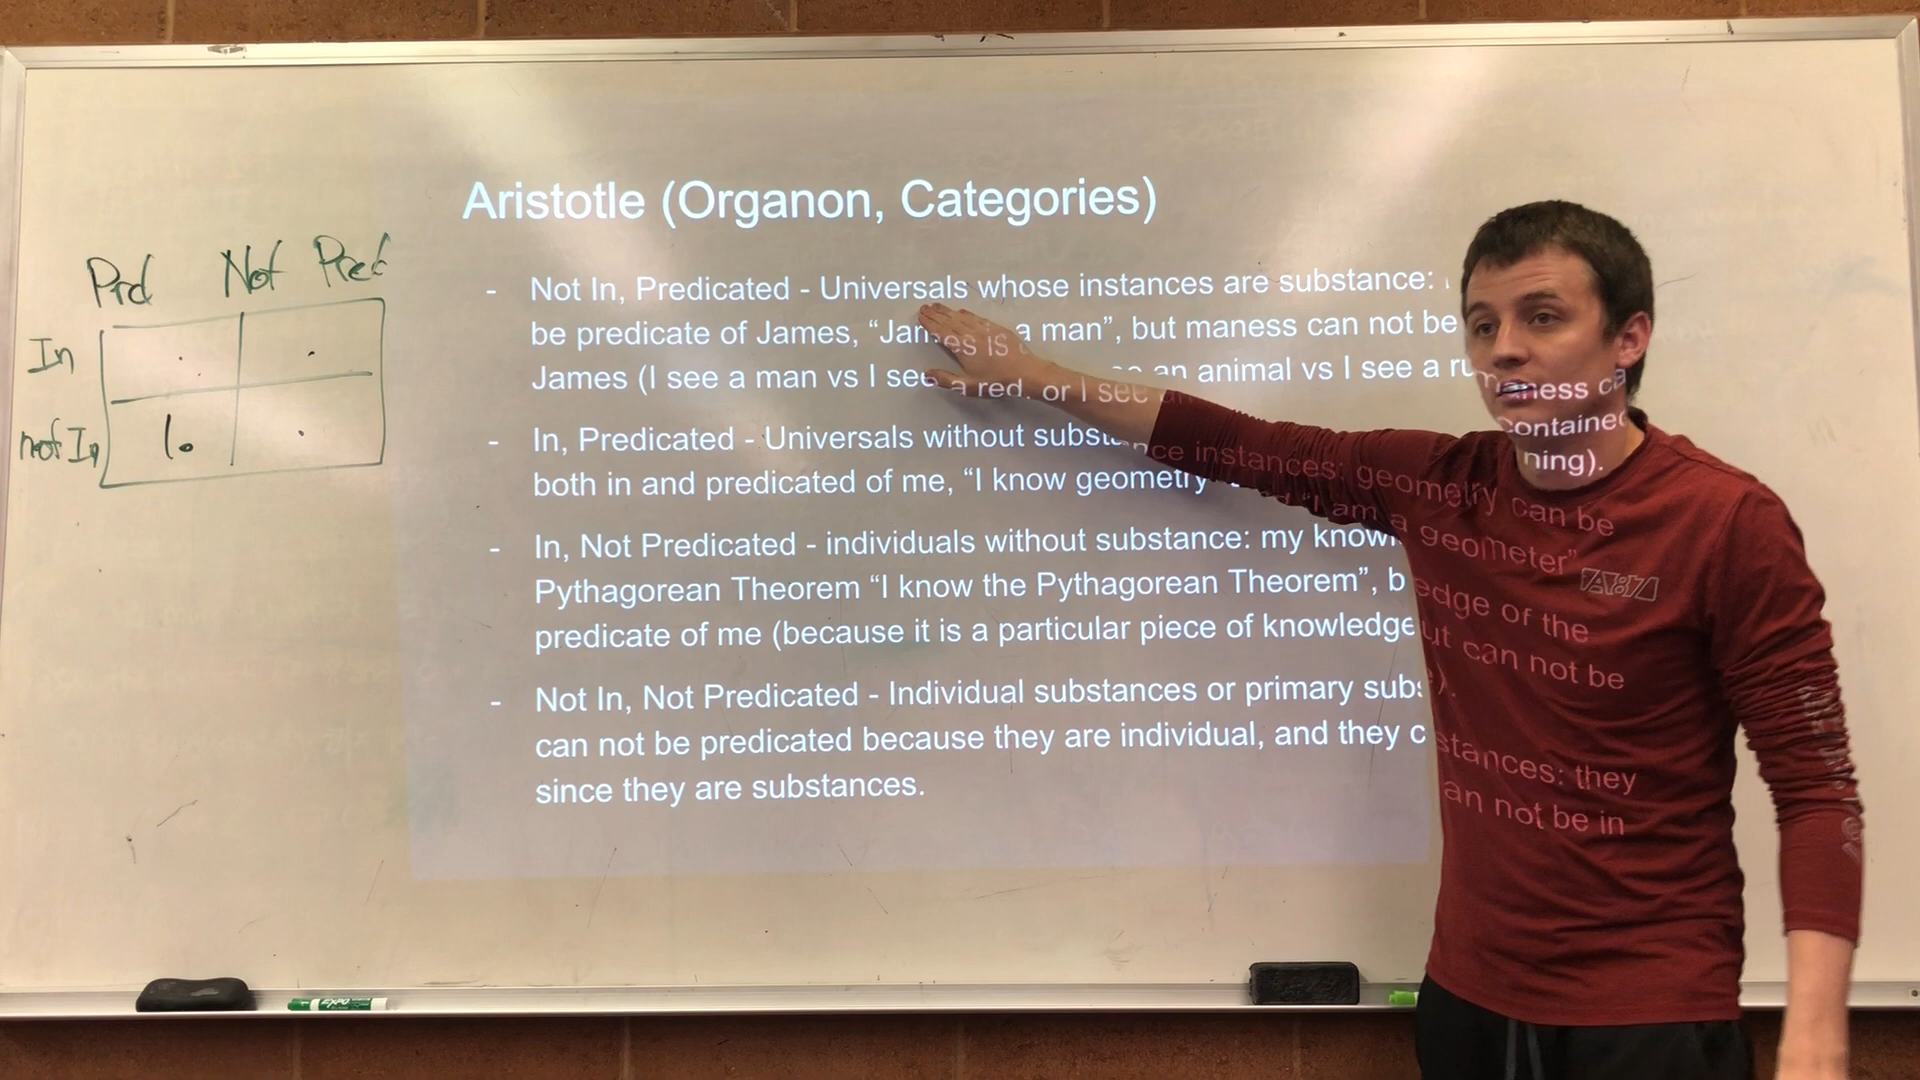 Aristotle (Organon, Categories)
Prd Not Pred
In
not In 1.
- Not In, Predicated - Universals whose instances are substance: maness can
be predicate of James, “James is a man”, but maness can not be contained
James (I see a man vs I see a red. or I see an animal vs I see a running).
- In, Predicated - Universals without substance instances: geometry can be
both in and predicated of me, “I know geometry” “I am a geometer”
- In, Not Predicated - individuals without substance: my knowledge of the
Pythagorean Theorem “I know the Pythagorean Theorem”, but can not be
predicate of me (because it is a particular piece of knowledge).
- Not In, Not Predicated - Individual substances or primary substances: they
can not be predicated because they are individual, and they can not be in
since they are substances.
EXPO